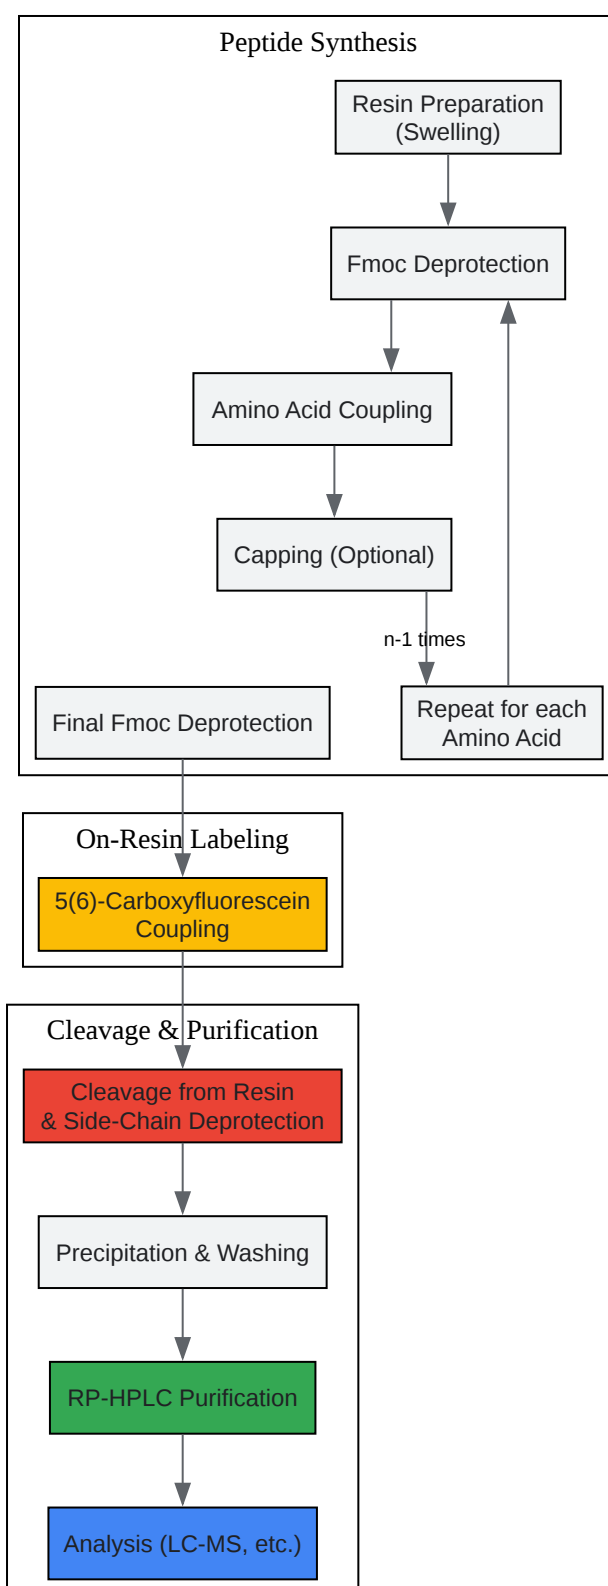 Peptide Synthesis
Resin Preparation
(Swelling)
Fmoc Deprotection
Amino Acid Coupling
Capping (Optional)
n-1 times
Repeat for each
Amino Acid
Final Fmoc Deprotection
On-Resin Labeling
5(6)-Carboxyfluorescein
Coupling
Cleavage & Purification
Cleavage from Resin
& Side-Chain Deprotection
Precipitation & Washing
RP-HPLC Purification
Analysis (LC-MS, etc.)